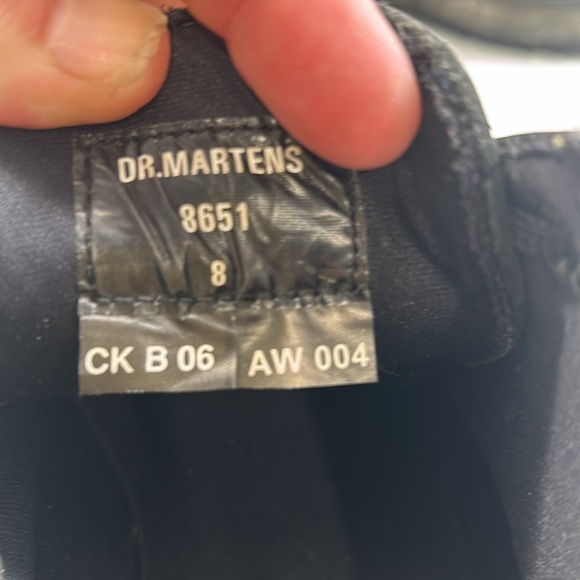 DR.MARTENS
8651
8
CK B 06 AW 004